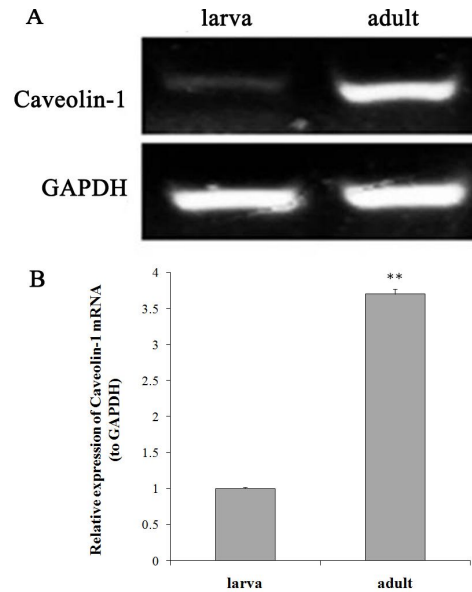 A
larva adult
Caveolin-1
GAPDH
B
Relative expression of Caveolin-1 mRNA
(to GAPDH)
4
3.5
3
2.5
2
1.5
1
0.5
0
**
larva adult